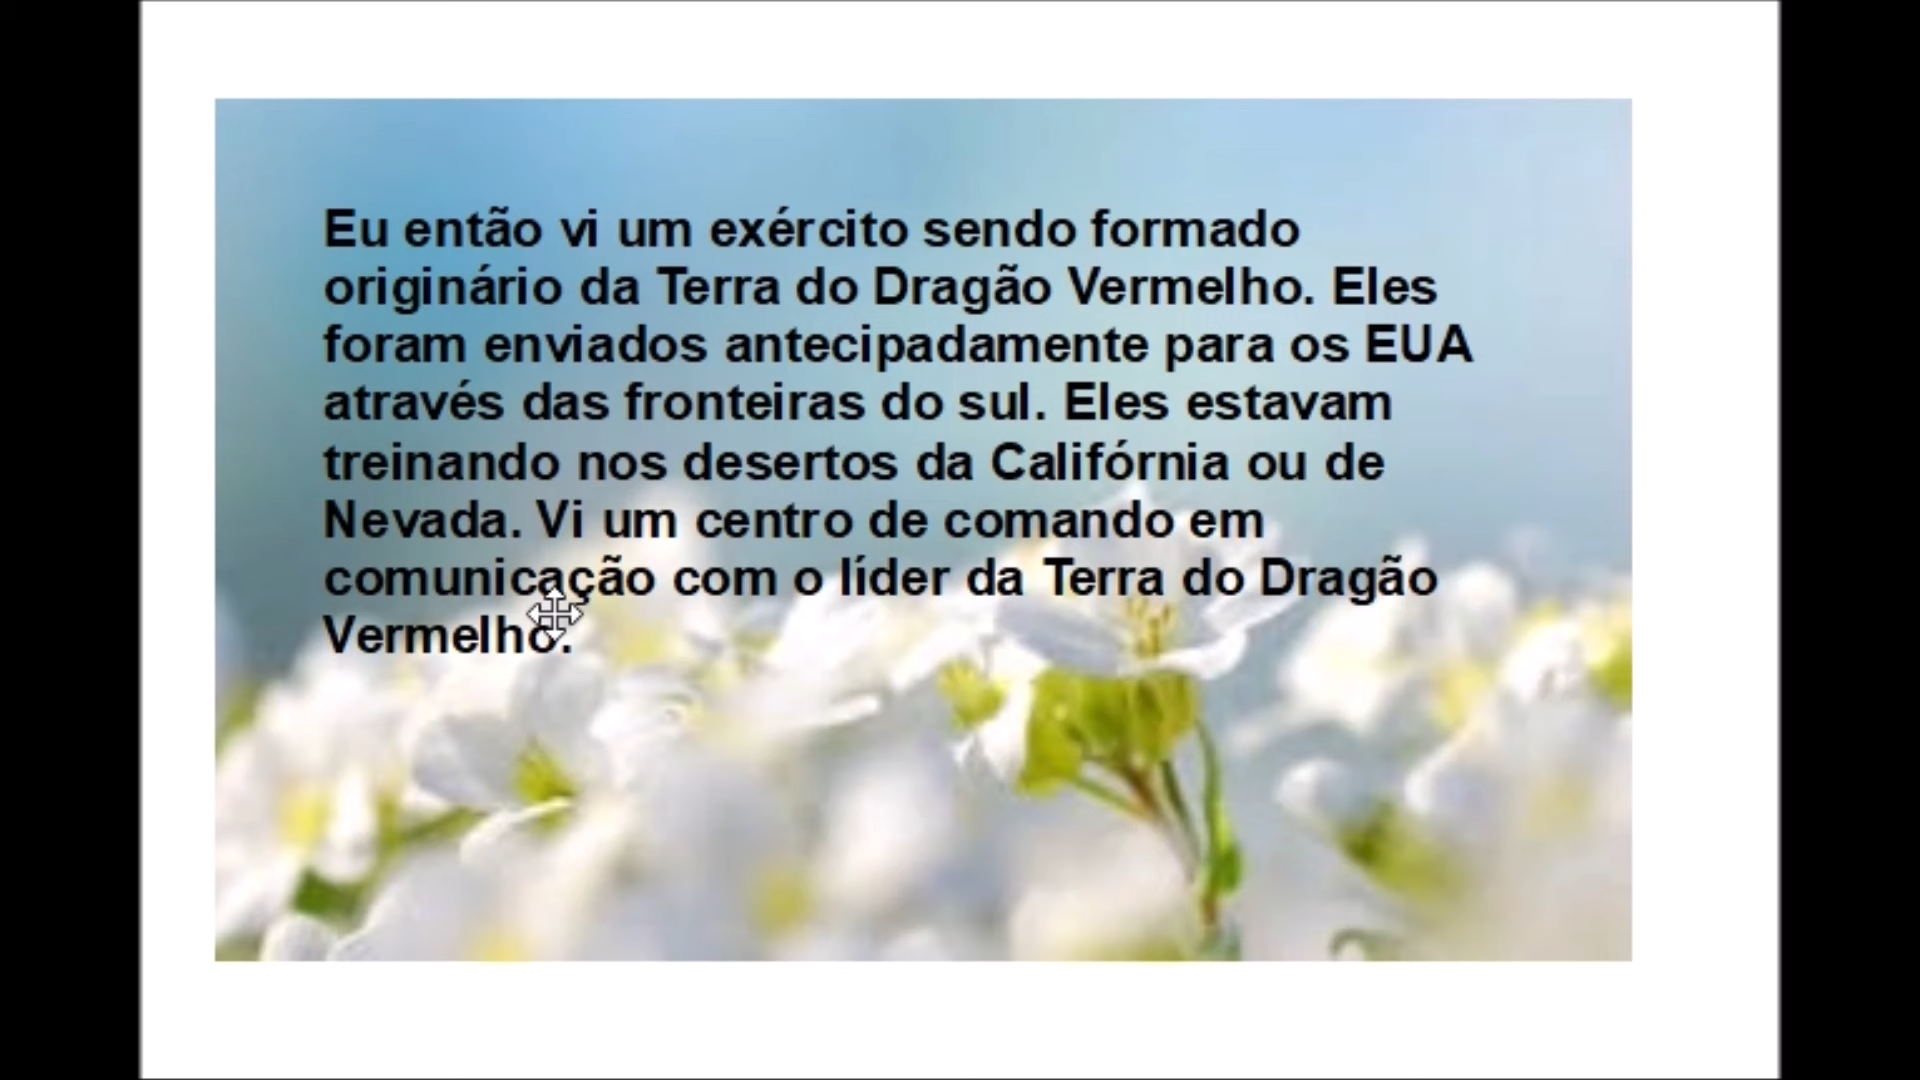 Eu então vi um exército sendo formado
originário da Terra do Dragão Vermelho. Eles
foram enviados antecipadamente para os EUA
através das fronteiras do sul. Eles estavam
treinando nos desertos da Califórnia ou de
Nevada. Vi um centro de comando em
comunicação com o líder da Terra do Dragão
Vermelho.